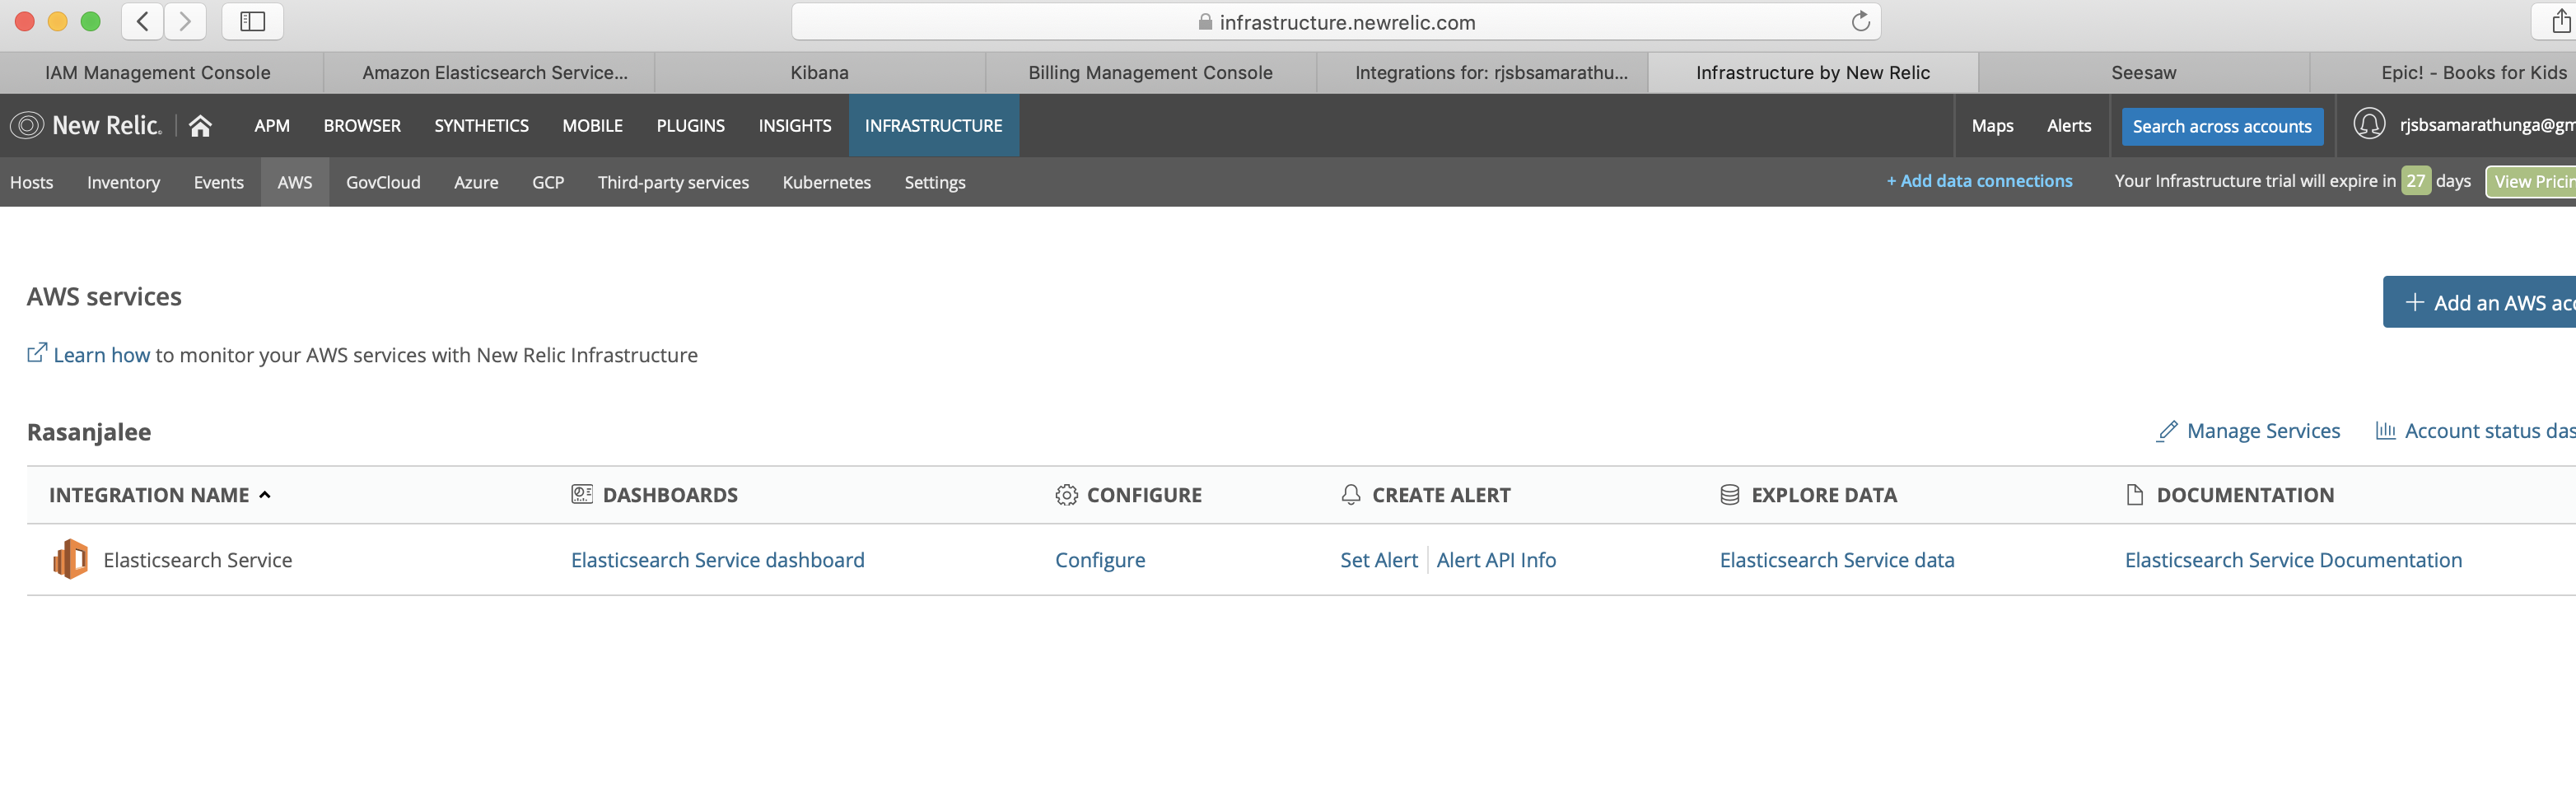 infrastructure.newrelic.com
IAM Management Console Amazon Elasticsearch Service... Kibana Billing Management Console Integrations for: rjsbsamarathu... Infrastructure by New Relic Seesaw Epic! - Books for Kids
New Relic. APM BROWSER SYNTHETICS MOBILE PLUGINS INSIGHTS INFRASTRUCTURE Maps Alerts Search across accounts rjsbsamarathunga@gm
Hosts Inventory Events AWS GovCloud Azure GCP Third-party services Kubernetes Settings + Add data connections Your Infrastructure trial will expire in 27 days View Pricin
AWS services
+ Add an AWS acc
Learn how to monitor your AWS services with New Relic Infrastructure
Rasanjalee Manage Services Account status das
INTEGRATION NAME DASHBOARDS CONFIGURE CREATE ALERT EXPLORE DATA DOCUMENTATION
Elasticsearch Service Elasticsearch Service dashboard Configure Set Alert Alert API Info Elasticsearch Service data Elasticsearch Service Documentation